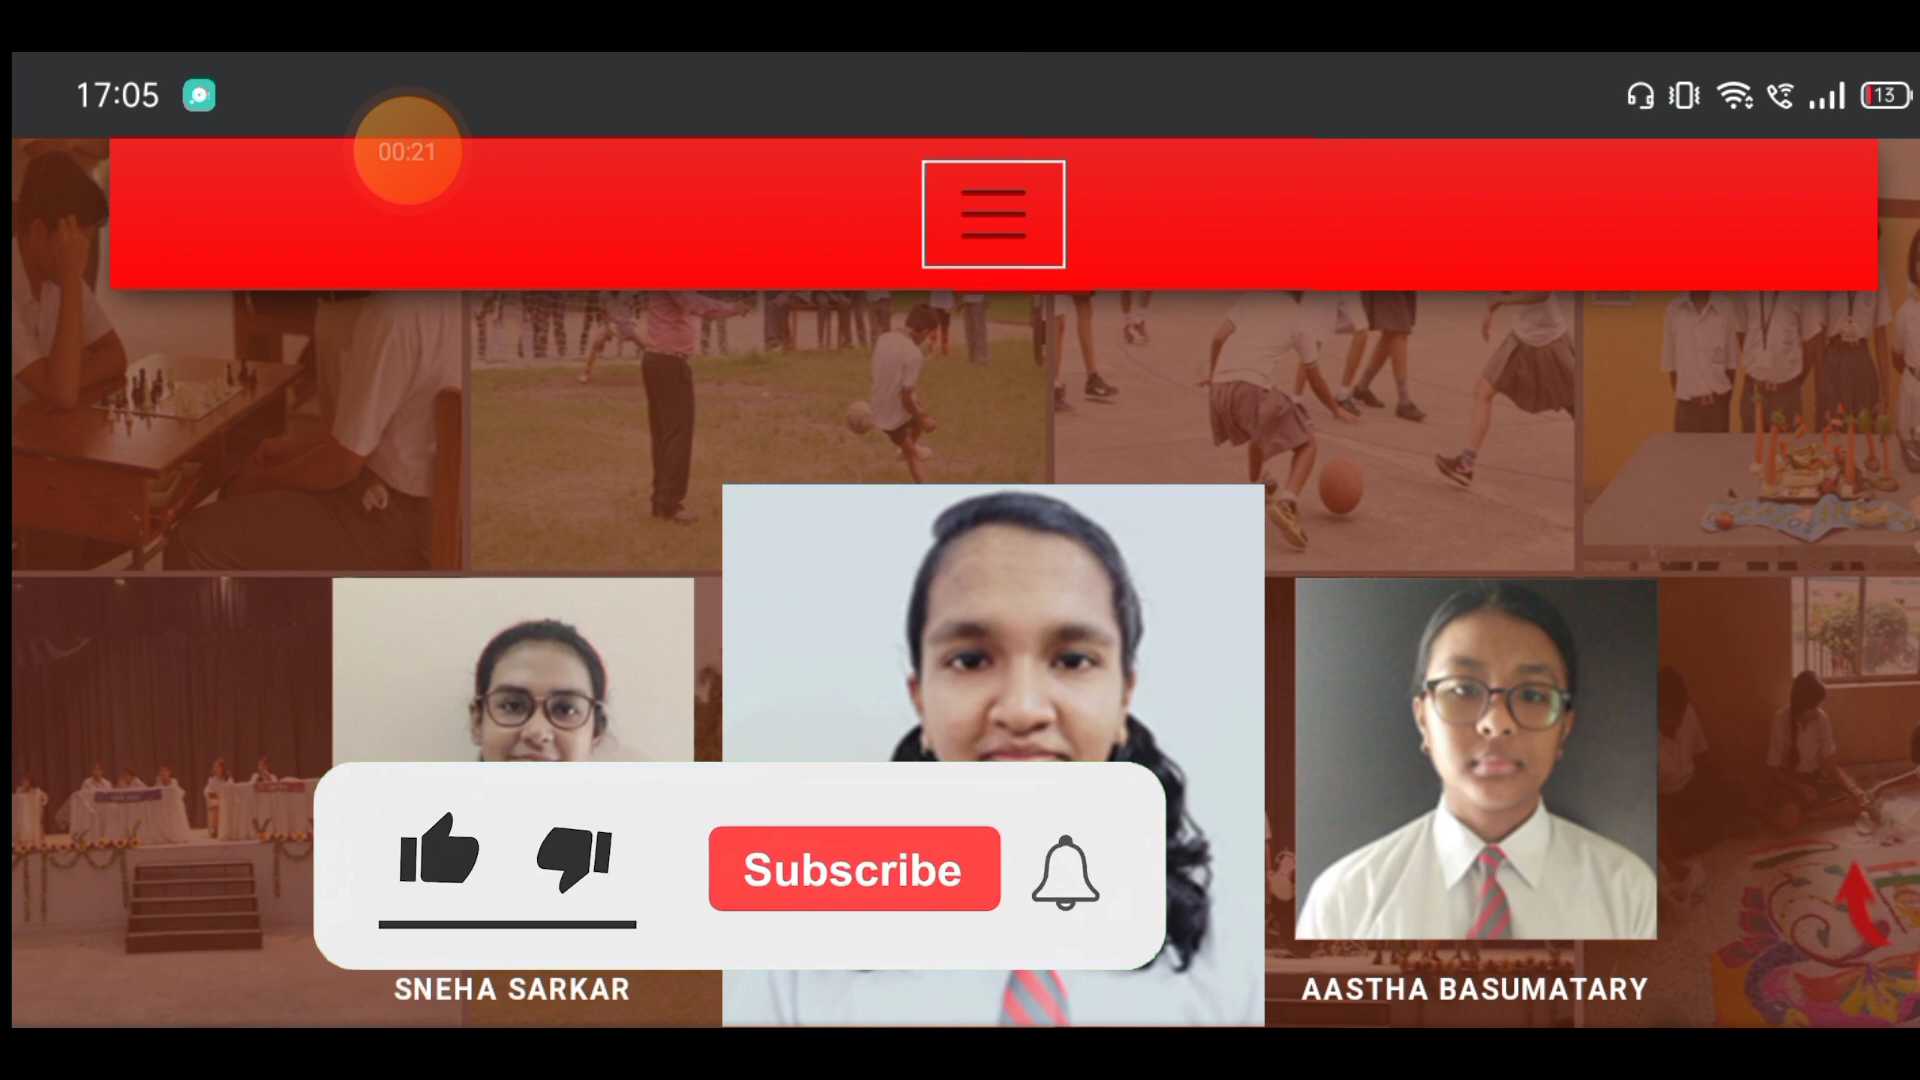 17:05
13
00:21
Subscribe
SNEHA SARKAR
AASTHA BASUMATARY